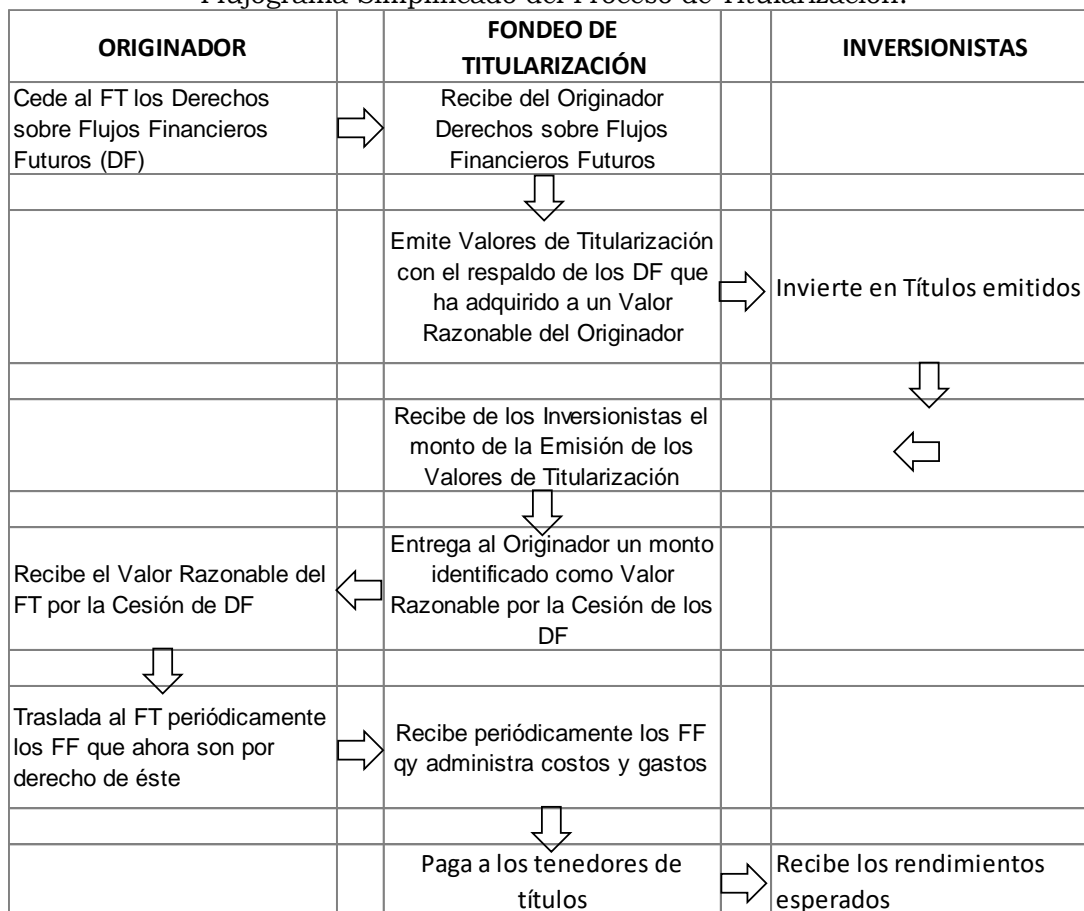 Flujograma Simplificado del Proceso de Titularización.
ORIGINADOR
FONDEO DE
TITULARIZACIÓN
INVERSIONISTAS
Cede al FT los Derechos
sobre Flujos Financieros
Futuros (DF)
Recibe del Originador
Derechos sobre Flujos
Financieros Futuros
Emite Valores de Titularización
con el respaldo de los DF que
ha adquirido a un Valor
Razonable del Originador
Invierte en Títulos emitidos
Recibe de los Inversionistas el
monto de la Emisión de los
Valores de Titularización
Recibe el Valor Razonable del
FT por la Cesión de DF
Entrega al Originador un monto
identificado como Valor
Razonable por la Cesión de los
DF
Traslada al FT periódicamente
los FF que ahora son por
derecho de éste
Recibe periódicamente los FF
qy administra costos y gastos
Paga a los tenedores de
títulos
Recibe los rendimientos
esperados